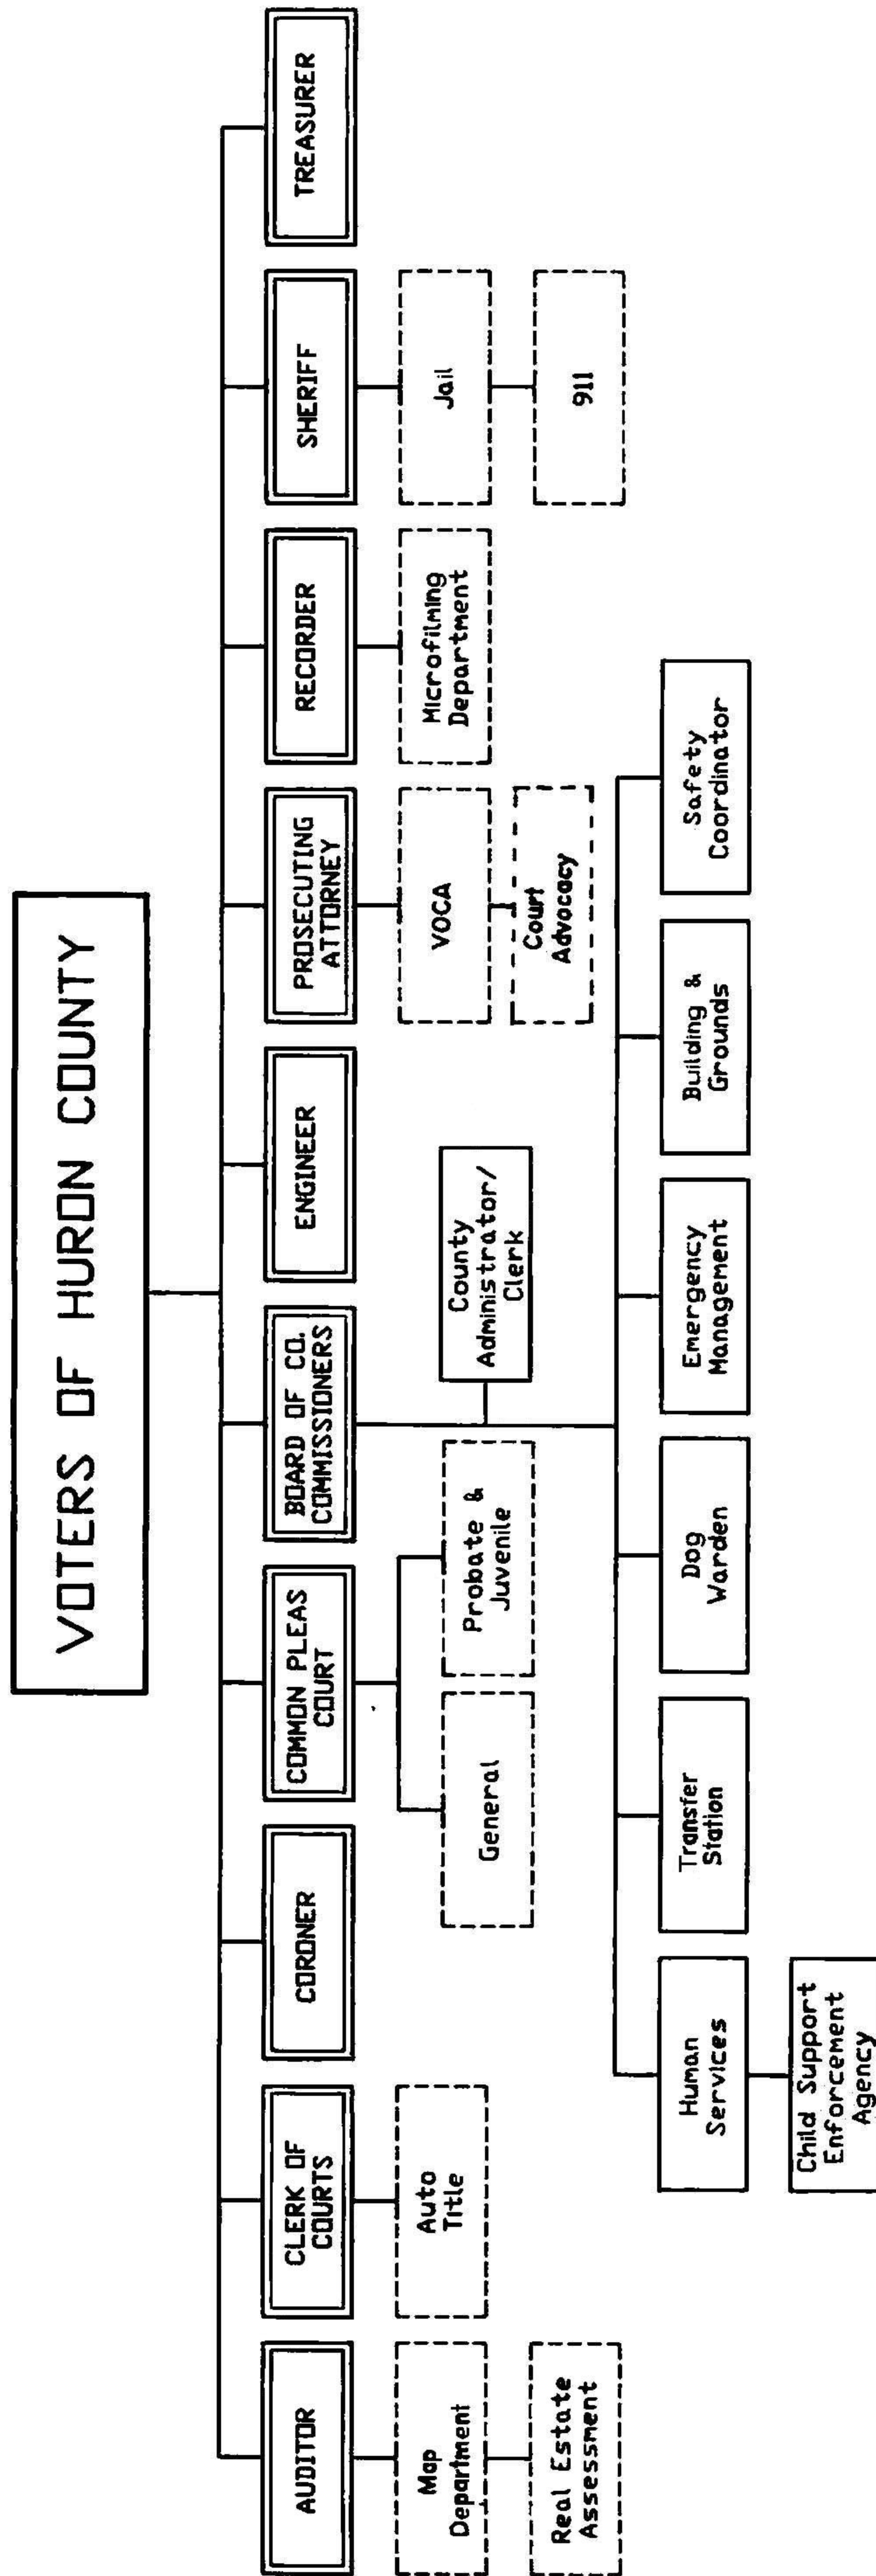 VOTERS OF HURON COUNTY
AUDITOR
CLERK OF
COURTS
CORONER
COMMON PLEAS
COURT
BOARD OF CO.
COMMISSIONERS
ENGINEER
PROSECUTING
ATTORNEY
RECORDER
SHERIFF
TREASURER
Map
Department
Auto
Title
VOCA
Microfilming
Department
Jail
General
Probate &
Juvenile
County
Administrator/
Clerk
Court
Advocacy
Real Estate
Assessment
911
Human
Services
Transfer
Station
Dog
Warden
Emergency
Management
Building &
Grounds
Safety
Coordinator
Child Support
Enforcement
Agency